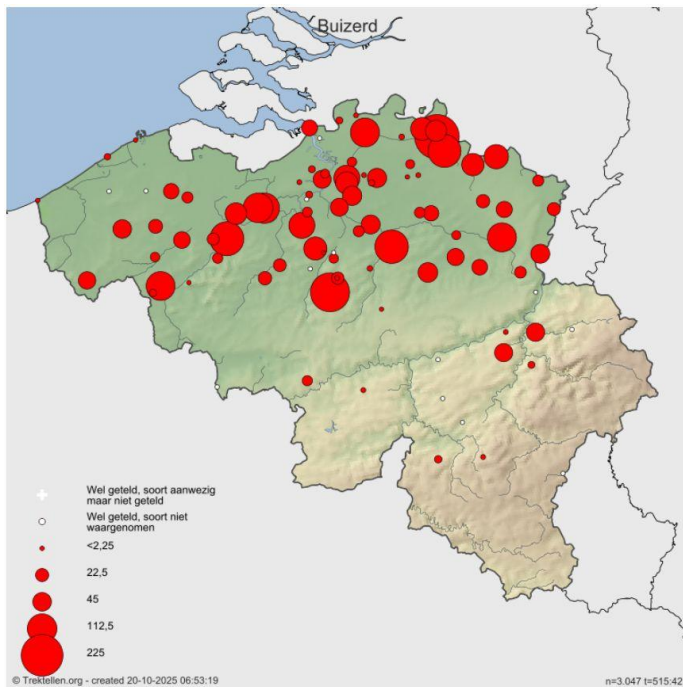 Buizerd
Wel geteld, soort aanwezig
maar niet geteld
Wel geteld, soort niet
waargenomen
<2,25
22,5
45
112,5
225
© Trektellen.org - created 20-10-2025 06:53:19
n=3.047 t=515:42